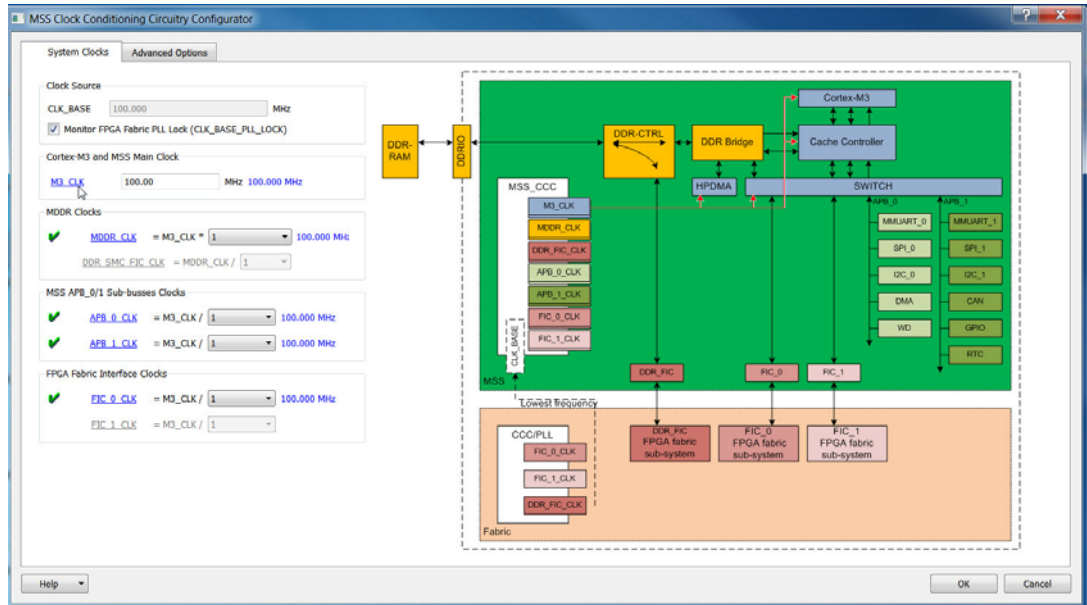 MSS Clock Conditioning Circuitry Configurator
System Clocks
Advanced Options
Clock Source
CLK_BASE 100.000 MHz
Monitor FPGA Fabric PLL Lock (CLK_BASE_PLL_LOCK)
Cortex-M3 and MSS Main Clock
M3_CLK 100.00 MHz 100.000 MHz
MDDR Clocks
MDDR_CLK = M3_CLK * 1 100.000 MHz
DDR_SMC_FIC_CLK = MDDR_CLK / 1
MSS APB_0/1 Sub-busses Clocks
APB_0_CLK = M3_CLK / 1 100.000 MHz
APB_1_CLK = M3_CLK / 1 100.000 MHz
FPGA Fabric Interface Clocks
FIC_0_CLK = M3_CLK / 1 100.000 MHz
FIC_1_CLK = M3_CLK / 1
DDR-
RAM
DDRIO
DDR-CTRL
DDR Bridge
Cortex-M3
Cache Controller
HPDMA
SWITCH
MSS_CCC
M3_CLK
MDDR_CLK
DDR_FIC_CLK
APB_0_CLK
APB_1_CLK
FIC_0_CLK
FIC_1_CLK
CLK_BASE
APB_0
APB_1
MMUART_0
MMUART_1
SPI_0
SPI_1
I2C_0
I2C_1
DMA
CAN
WD
GPIO
RTC
DDR_FIC
FIC_0
FIC_1
MSS
Lowest frequency
CCC/PLL
FIC_0_CLK
FIC_1_CLK
DDR_FIC_CLK
DDR_FIC
FPGA fabric
sub-system
FIC_0
FPGA fabric
sub-system
FIC_1
FPGA fabric
sub-system
Fabric
Help
OK
Cancel